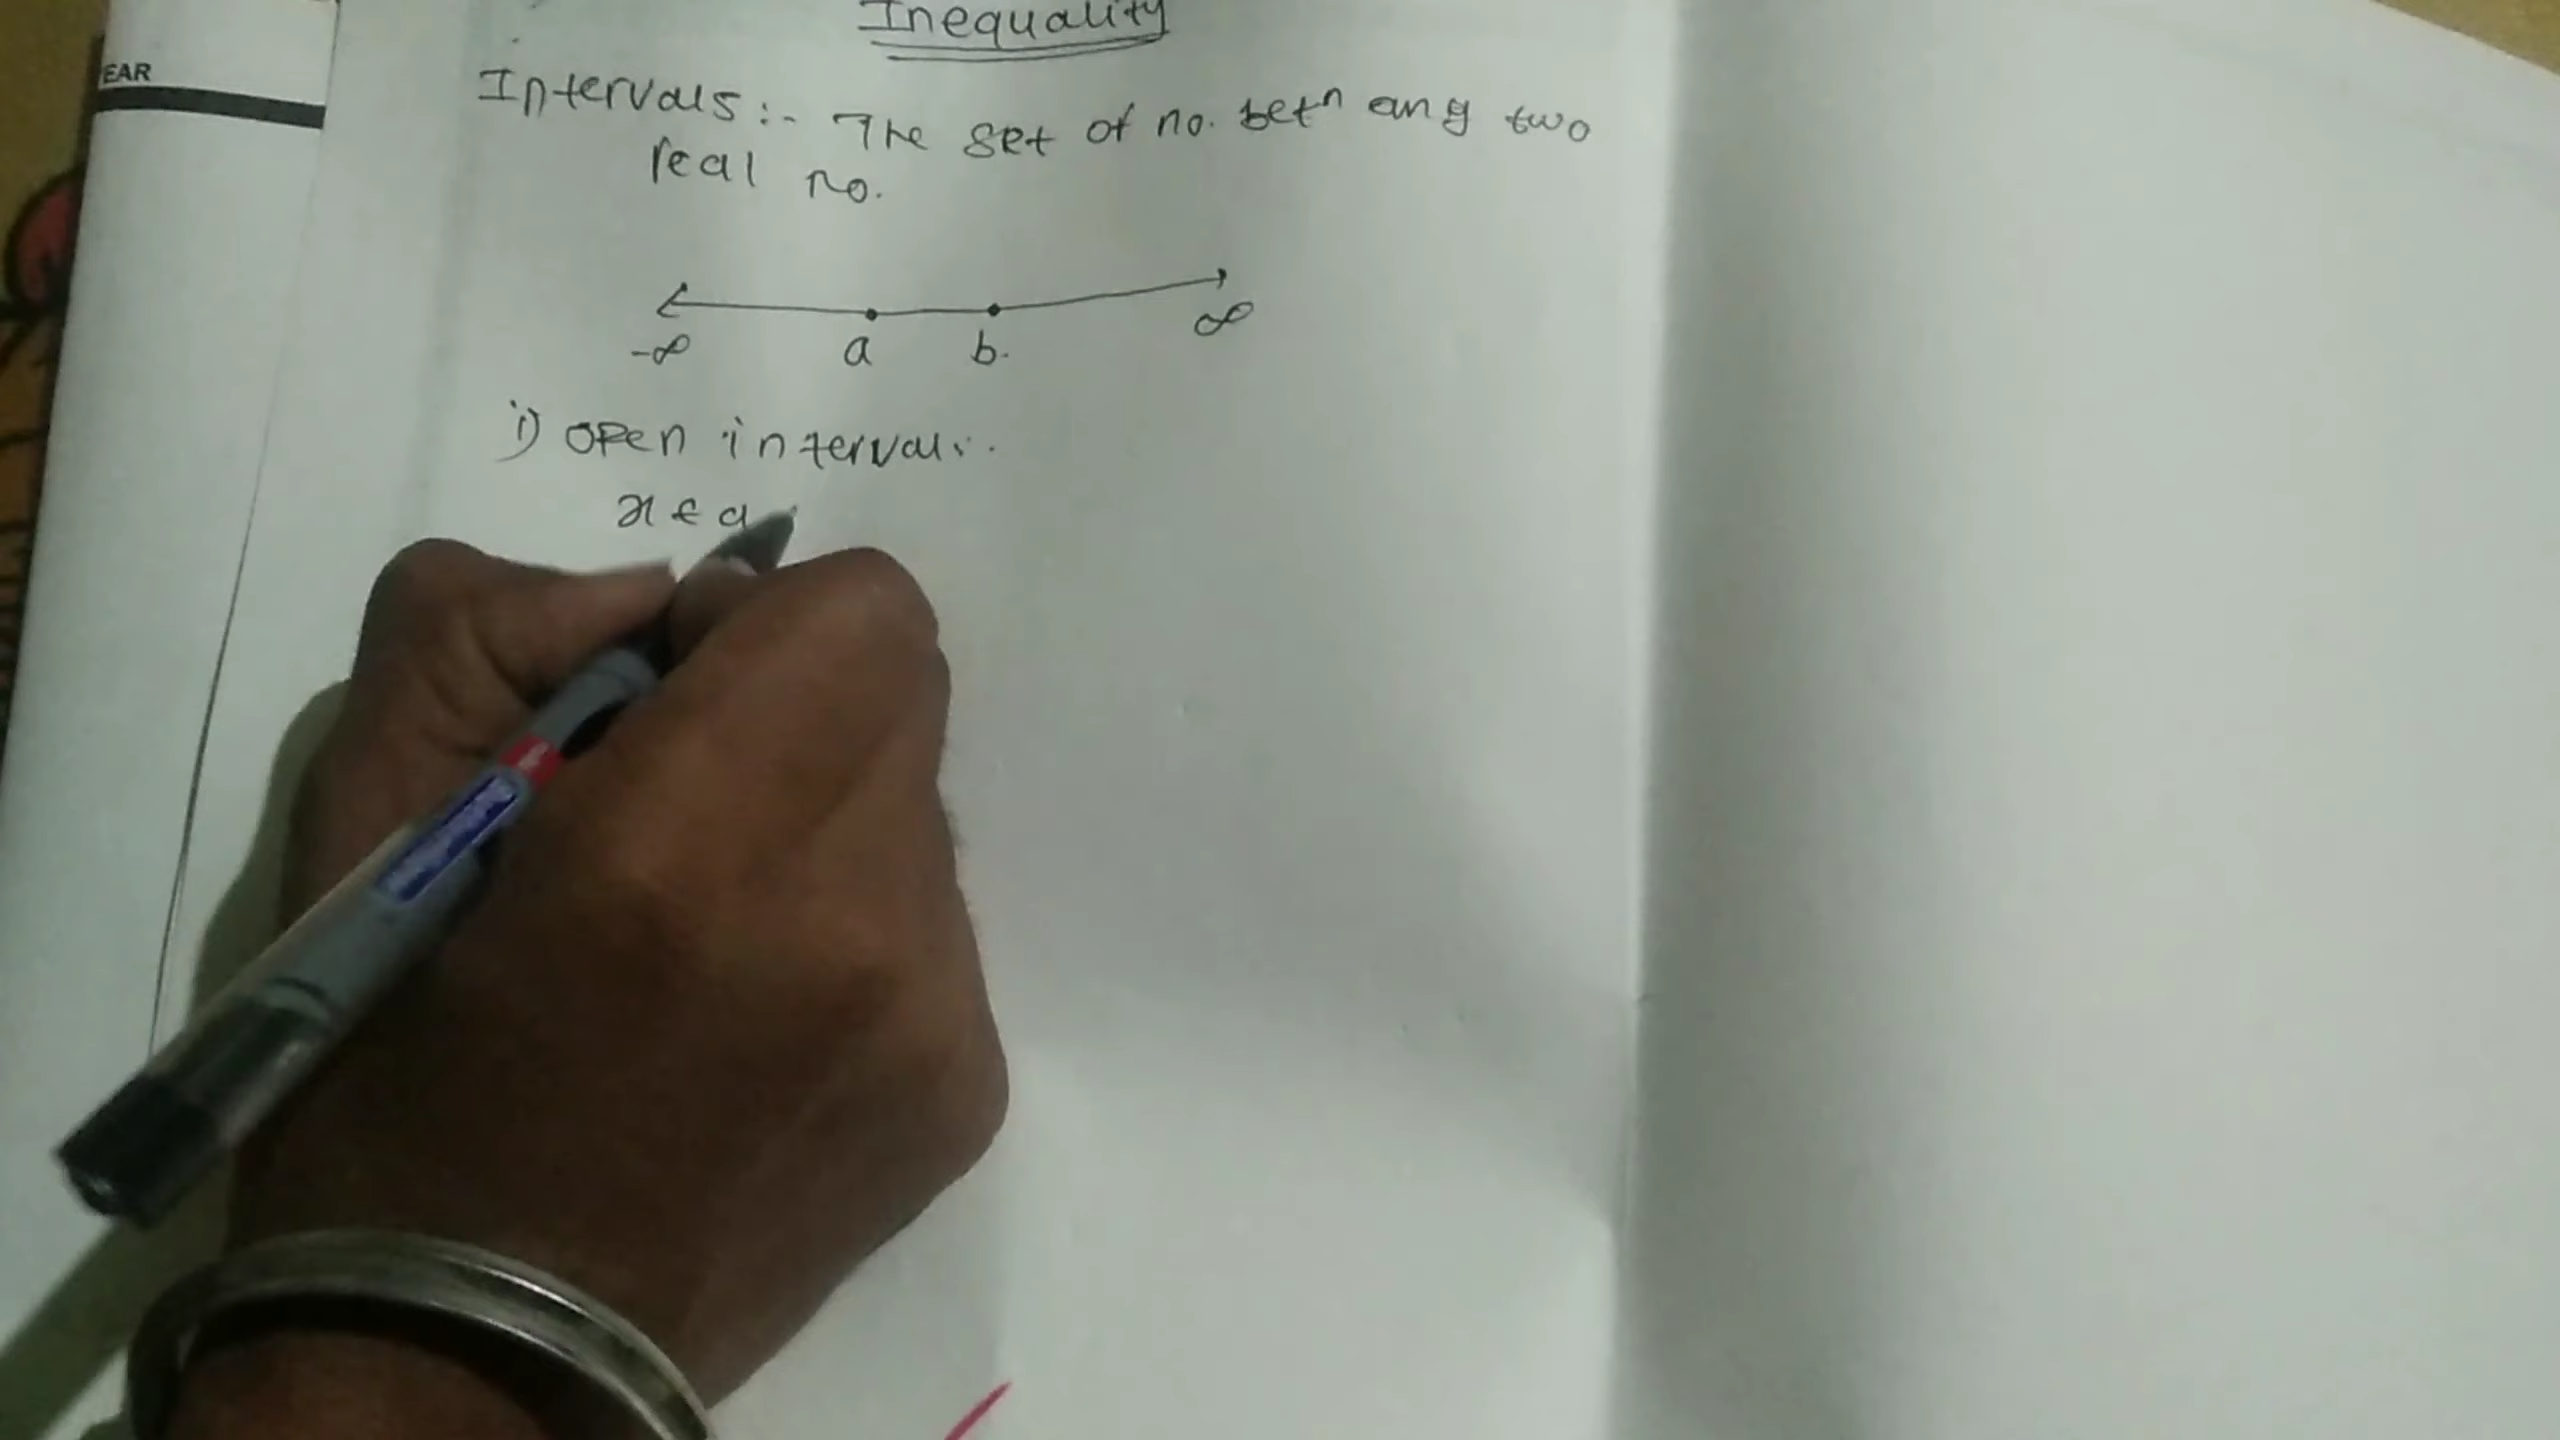 Inequality
EAR
Intervals:- The set of no. betⁿ any two
real no.
-∞ a b. ∞
i) open interval:.
x ∈ a